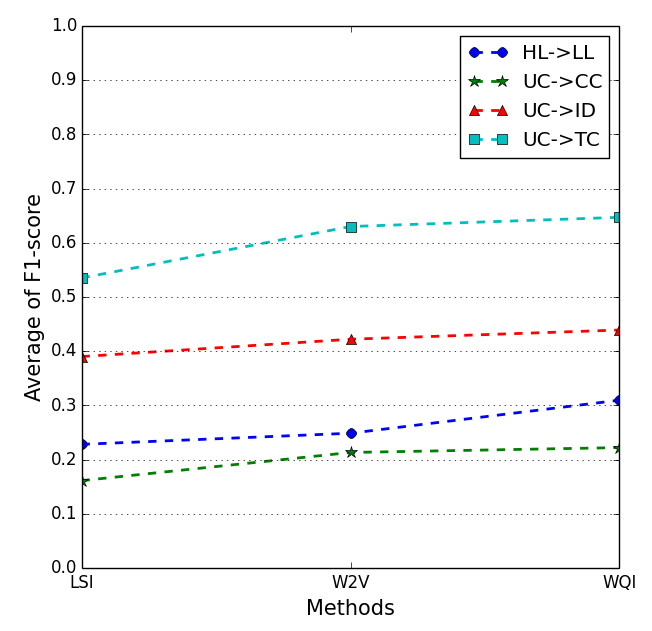 1.0
0.9
0.8
0.7
0.6
0.5
0.4
0.3
0.2
0.1
0.0
Average of F1-score
HL->LL
UC->CC
UC->ID
UC->TC
LSI W2V WQI
Methods